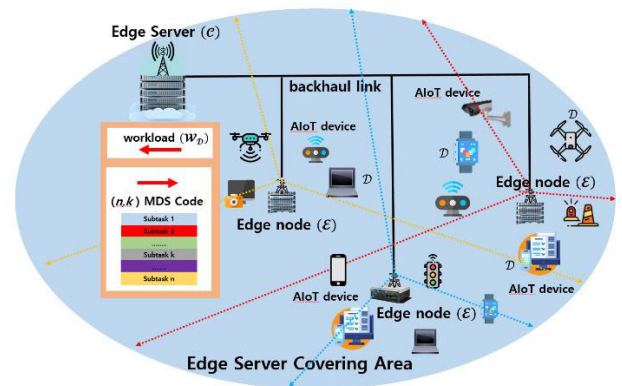 Edge Server (𝒞)
backhaul link
AIoT device
workload (𝒲𝒟)
AIoT device
𝒟
𝒟
𝒟
(n,k) MDS Code
Subtask 1
Subtask 2
.......
Subtask k
......
Subtask n
Edge node (ℰ)
Edge node (ℰ)
𝒟
AIoT device
AIoT device
Edge node (ℰ)
Edge Server Covering Area